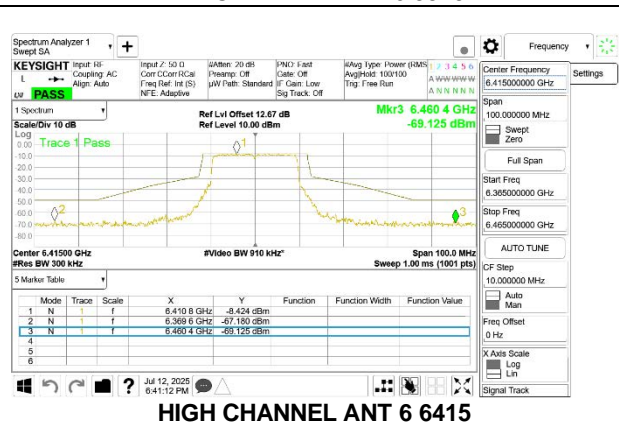 Spectrum Analyzer 1
Swept SA
Frequency
KEYSIGHT
Input: RF
Coupling: AC
Align: Auto
Input Z: 50 Ω
Corr CCorr RCal
Freq Ref: Int (S)
NFE: Adaptive
#Atten: 20 dB
Preamp: Off
µW Path: Standard
PNO: Fast
Gate: Off
IF Gain: Low
Sig Track: Off
#Avg Type: Power (RMS)
Avg|Hold: 100/100
Trig: Free Run
1 2 3 4 5 6
A W W W W W
A N N N N N
L
LNI PASS
1 Spectrum
Scale/Div 10 dB
Ref Lvl Offset 12.67 dB
Ref Level 10.00 dBm
Mkr3 6.460 4 GHz
-69.125 dBm
Log
Trace 1 Pass
0.00
-10.0
-20.0
-30.0
-40.0
-50.0
-60.0
-70.0
-80.0
1
2
3
Center 6.41500 GHz
#Res BW 300 kHz
#Video BW 910 kHz*
Span 100.0 MHz
Sweep 1.00 ms (1001 pts)
5 Marker Table
Mode Trace Scale X Y Function Function Width Function Value
1 N 1 f 6.410 8 GHz -8.424 dBm
2 N 1 f 6.369 6 GHz -67.180 dBm
3 N 1 f 6.460 4 GHz -69.125 dBm
4
5
6
Jul 12, 2025
6:41:12 PM
Center Frequency
6.415000000 GHz
Settings
Span
100.000000 MHz
Swept
Zero
Full Span
Start Freq
6.365000000 GHz
Stop Freq
6.465000000 GHz
AUTO TUNE
CF Step
10.000000 MHz
Auto
Man
Freq Offset
0 Hz
X Axis Scale
Log
Lin
Signal Track
HIGH CHANNEL ANT 6 6415